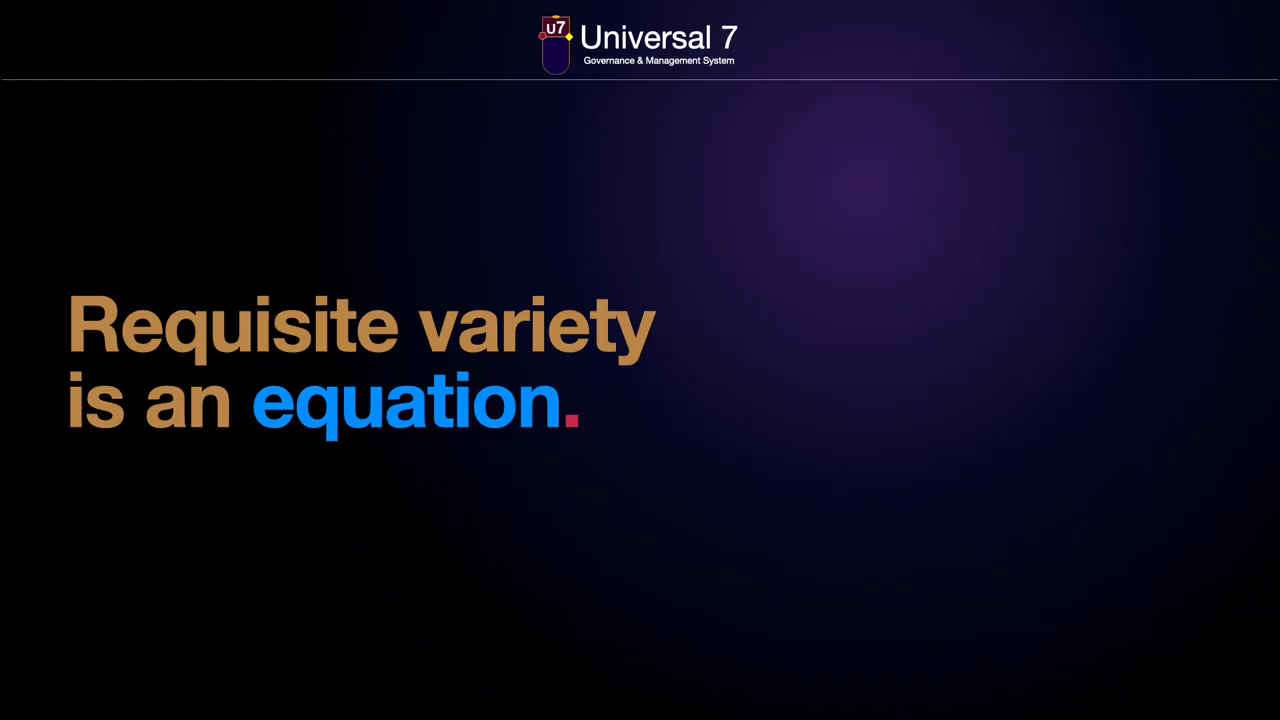 U7
Universal 7
Governance & Management System
Requisite variety
is an equation.